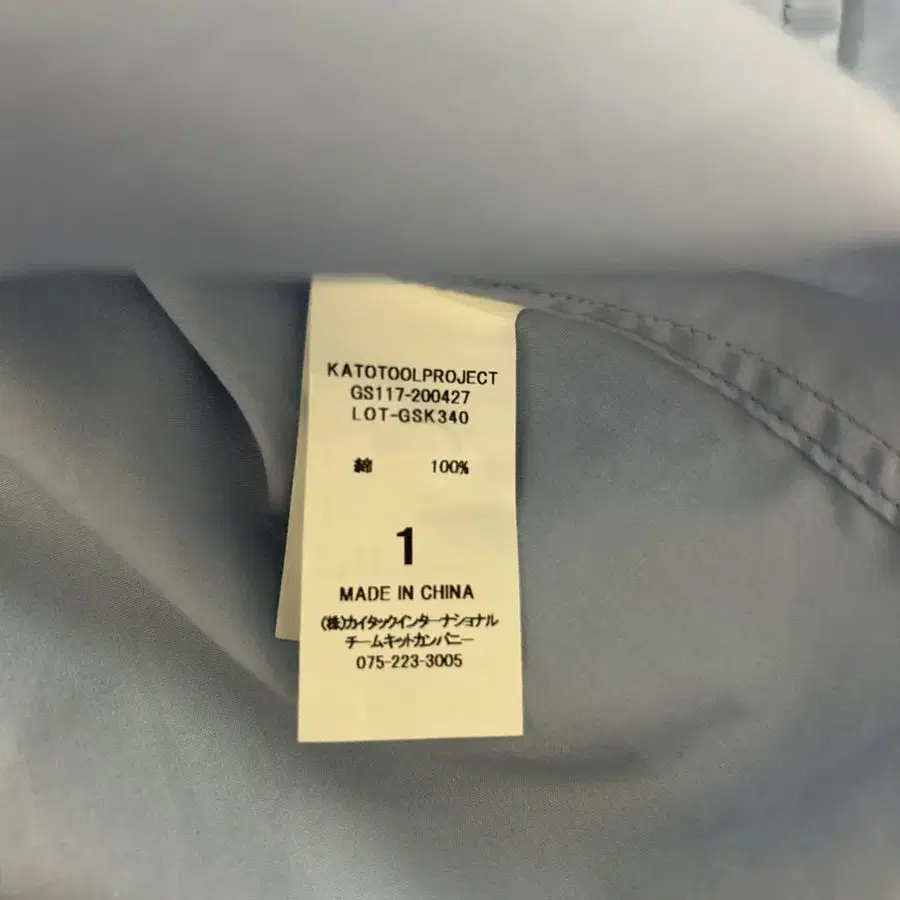 KATOTOOLPROJECT
GS117-200427
LOT-GSK340
綿 100%
1
MADE IN CHINA
(株)カイタックインターナショナル
チームキットカンパニー
075-223-3005